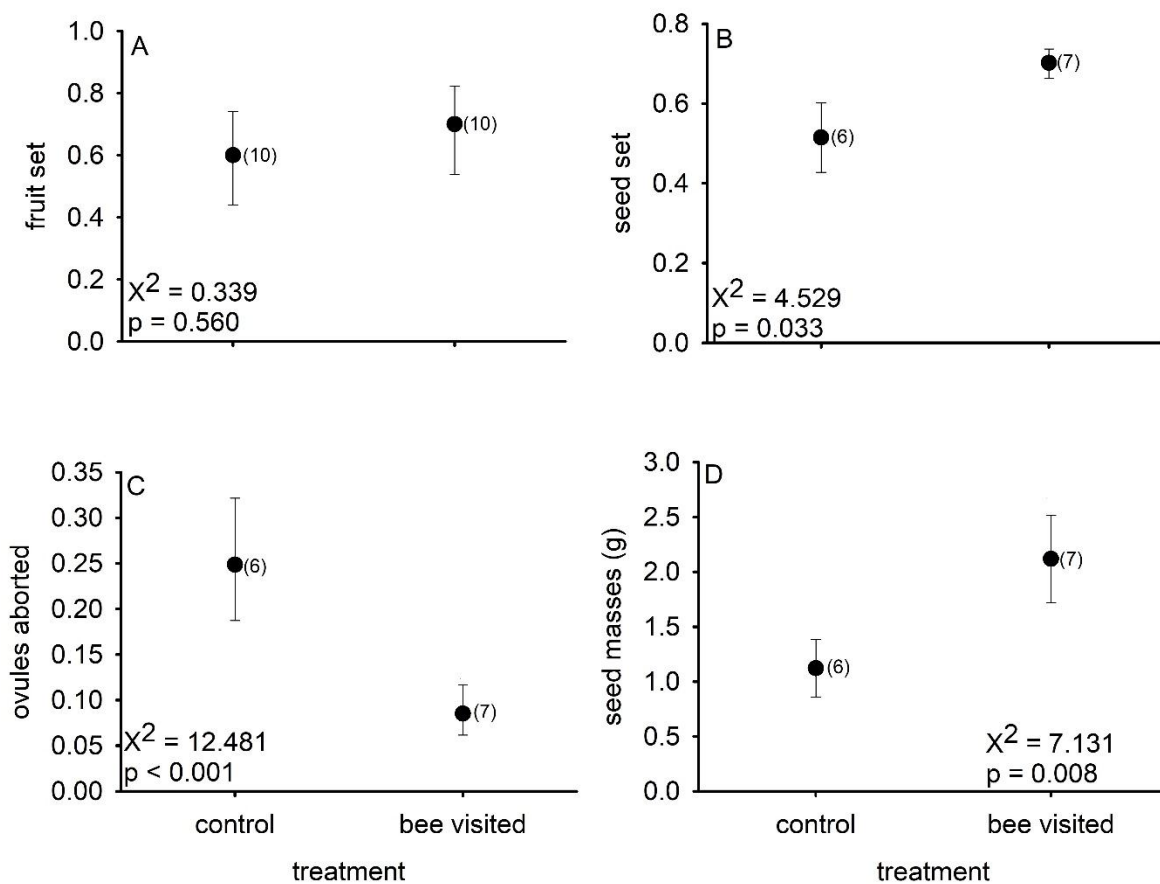 A
fruit set
1.0
0.8
0.6
0.4
0.2
0.0
(10)
(10)
X2 = 0.339
p = 0.560
B
seed set
0.8
0.6
0.4
0.2
0.0
(6)
(7)
X2 = 4.529
p = 0.033
C
ovules aborted
0.35
0.30
0.25
0.20
0.15
0.10
0.05
0.00
(6)
(7)
X2 = 12.481
p < 0.001
control bee visited
treatment
D
seed masses (g)
3.0
2.5
2.0
1.5
1.0
0.5
0.0
(6)
(7)
X2 = 7.131
p = 0.008
control bee visited
treatment